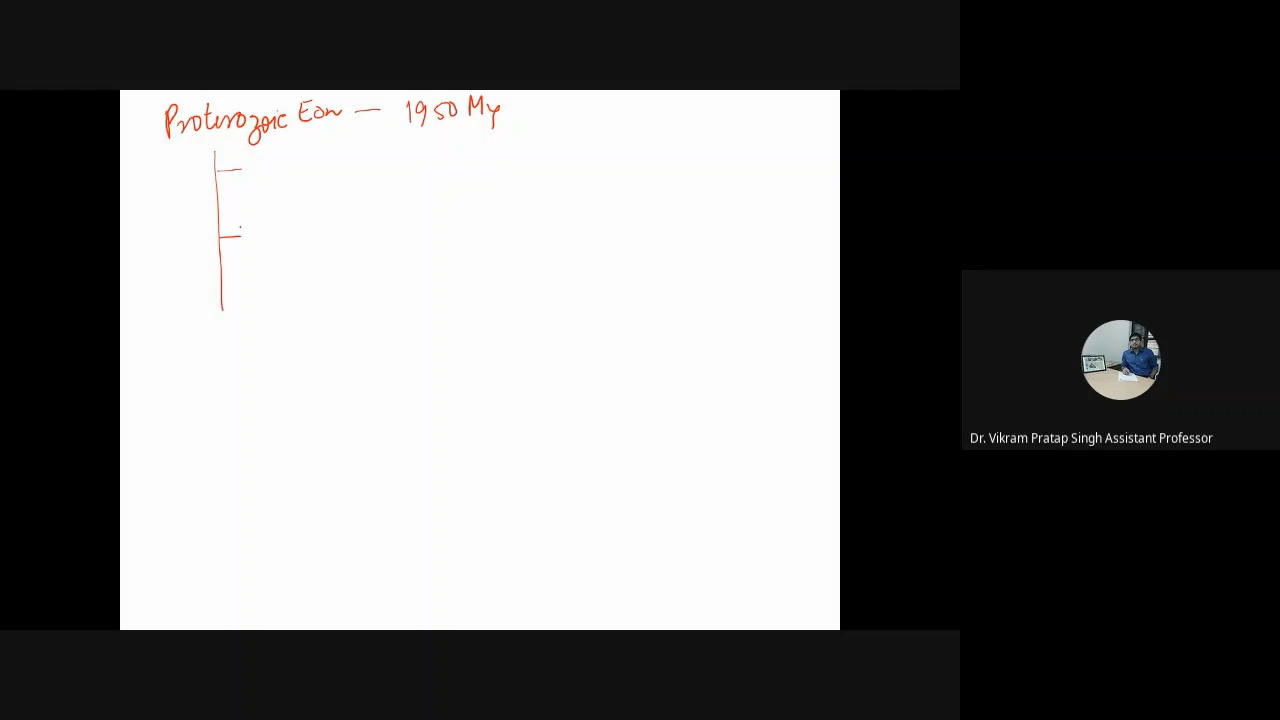 Proterozoic Eon — 1950 My
Dr. Vikram Pratap Singh Assistant Professor